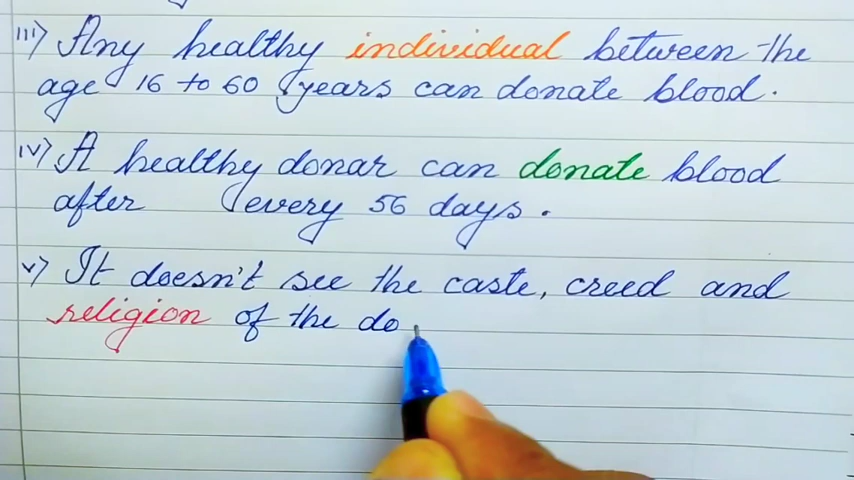 iii) Any healthy individual between the
age 16 to 60 years can donate blood.
iv) A healthy donar can donate blood
after every 56 days.
v) It doesn't see the caste, creed and
religion of the do